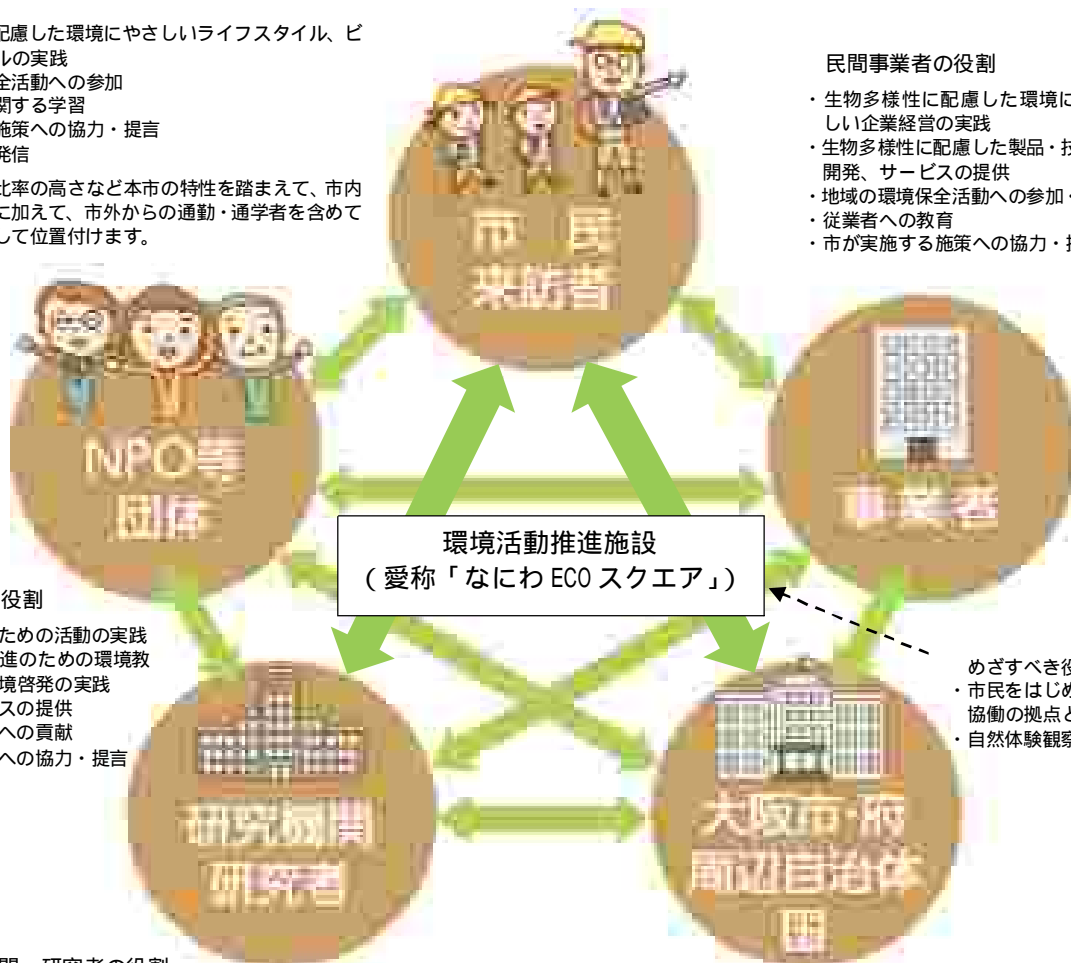 配慮した環境にやさしいライフスタイル、ビ
ルの実践
全活動への参加
関する学習
施策への協力・提言
発信
比率の高さなど本市の特性を踏まえて、市内
に加えて、市外からの通勤・通学者を含めて
して位置付けます。
市 民
来訪者
民間事業者の役割
・生物多様性に配慮した環境に
しい企業経営の実践
・生物多様性に配慮した製品・技
開発、サービスの提供
・地域の環境保全活動への参加・
・従業者への教育
・市が実施する施策への協力・提
NPO等
団体
事業者
環境活動推進施設
(愛称「なにわ ECO スクエア」)
役割
ための活動の実践
進のための環境教
境啓発の実践
スの提供
への貢献
への協力・提言
めざすべき役
・市民をはじめ
協働の拠点と
・自然体験観察
研究機関
研究者
大阪市・府
周辺自治体
国
関・研究者の役割